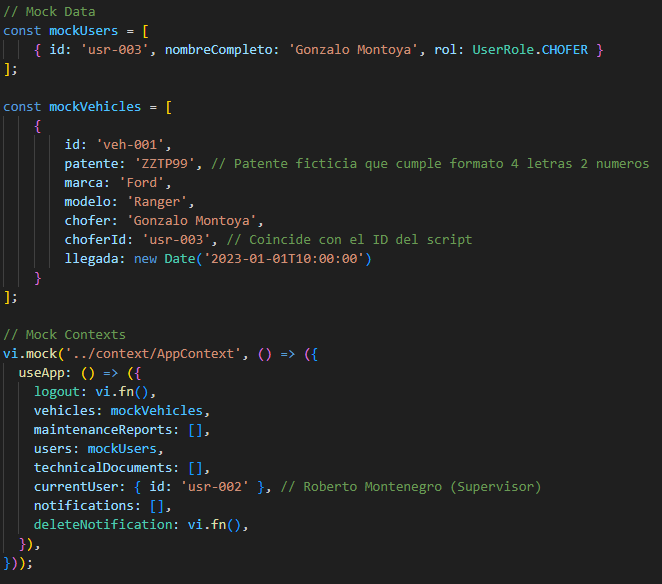 // Mock Data
const mockUsers = [
    { id: 'usr-003', nombreCompleto: 'Gonzalo Montoya', rol: UserRole.CHOFER }
];

const mockVehicles = [
    {
        id: 'veh-001',
        patente: 'ZZTP99', // Patente ficticia que cumple formato 4 letras 2 numeros
        marca: 'Ford',
        modelo: 'Ranger',
        chofer: 'Gonzalo Montoya',
        choferId: 'usr-003', // Coincide con el ID del script
        llegada: new Date('2023-01-01T10:00:00')
    }
];

// Mock Contexts
vi.mock('../context/AppContext', () => ({
  useApp: () => ({
    logout: vi.fn(),
    vehicles: mockVehicles,
    maintenanceReports: [],
    users: mockUsers,
    technicalDocuments: [],
    currentUser: { id: 'usr-002' }, // Roberto Montenegro (Supervisor)
    notifications: [],
    deleteNotification: vi.fn(),
  }),
}));